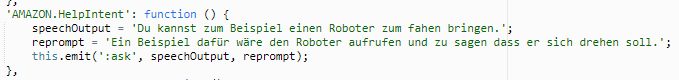 },
'AMAZON.HelpIntent': function () {
speechOutput = 'Du kannst zum Beispiel einen Roboter zum fahen bringen.';
reprompt = 'Ein Beispiel dafür wäre den Roboter aufrufen und zu sagen dass er sich drehen soll.';
this.emit(':ask', speechOutput, reprompt);
},